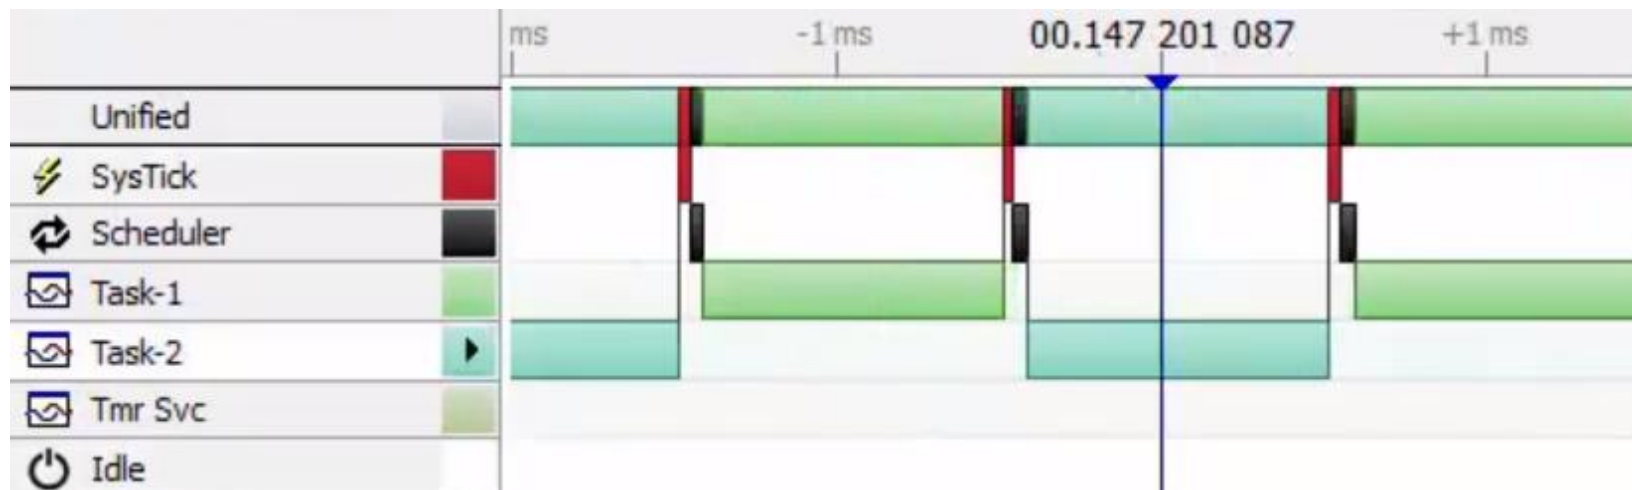 ms -1 ms 00.147 201 087 +1 ms
Unified
SysTick
Scheduler
Task-1
Task-2
Tmr Svc
Idle